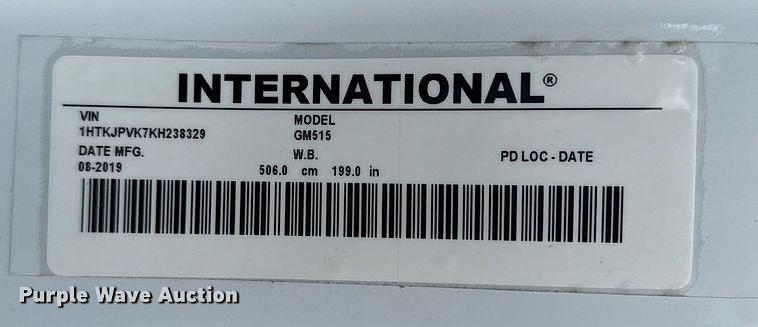 INTERNATIONAL®
VIN MODEL
1HTKJPVK7KH238329 GM515
DATE MFG. W.B. PD LOC - DATE
08-2019 506.0 cm 199.0 in
Purple Wave Auction